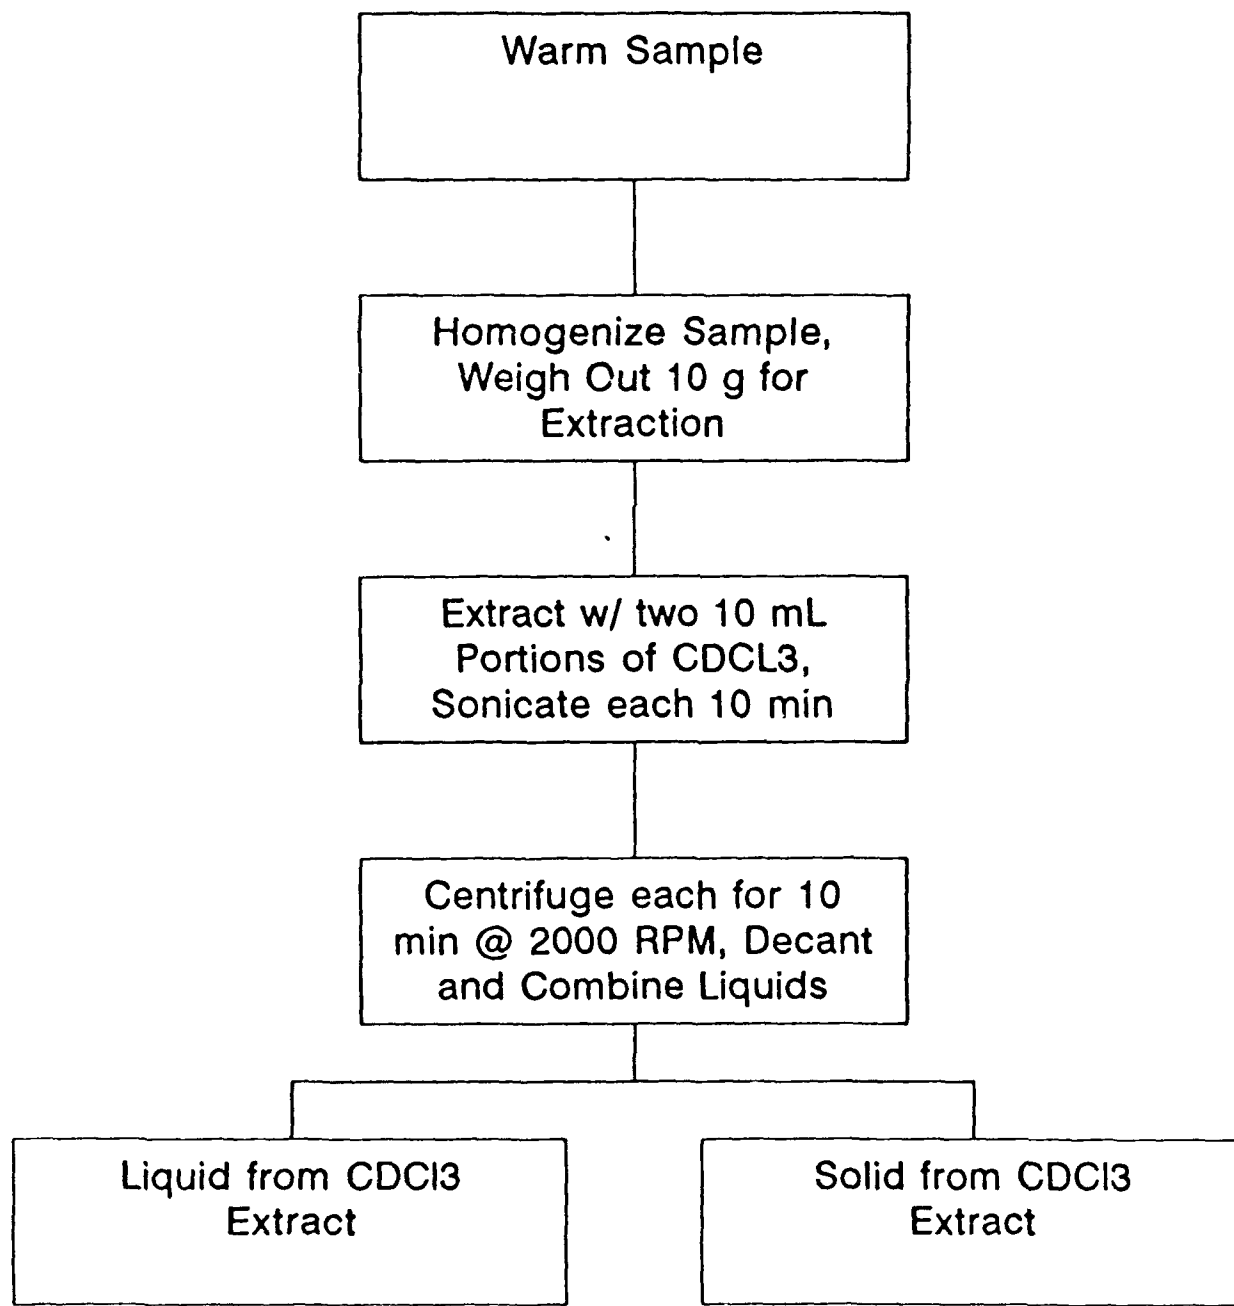 Warm Sample
Homogenize Sample,
Weigh Out 10 g for
Extraction
Extract w/ two 10 mL
Portions of CDCL3,
Sonicate each 10 min
Centrifuge each for 10
min @ 2000 RPM, Decant
and Combine Liquids
Liquid from CDCl3
Extract
Solid from CDCl3
Extract